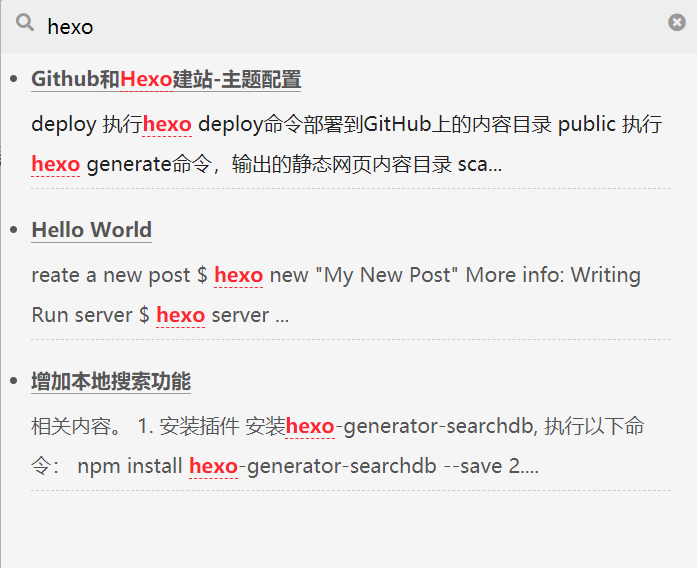 hexo
Github和Hexo建站-主题配置
deploy 执行hexo deploy命令部署到GitHub上的内容目录 public 执行
hexo generate命令，输出的静态网页内容目录 sca...
Hello World
reate a new post $ hexo new "My New Post" More info: Writing
Run server $ hexo server ...
增加本地搜索功能
相关内容。 1. 安装插件 安装hexo-generator-searchdb, 执行以下命
令： npm install hexo-generator-searchdb --save 2....